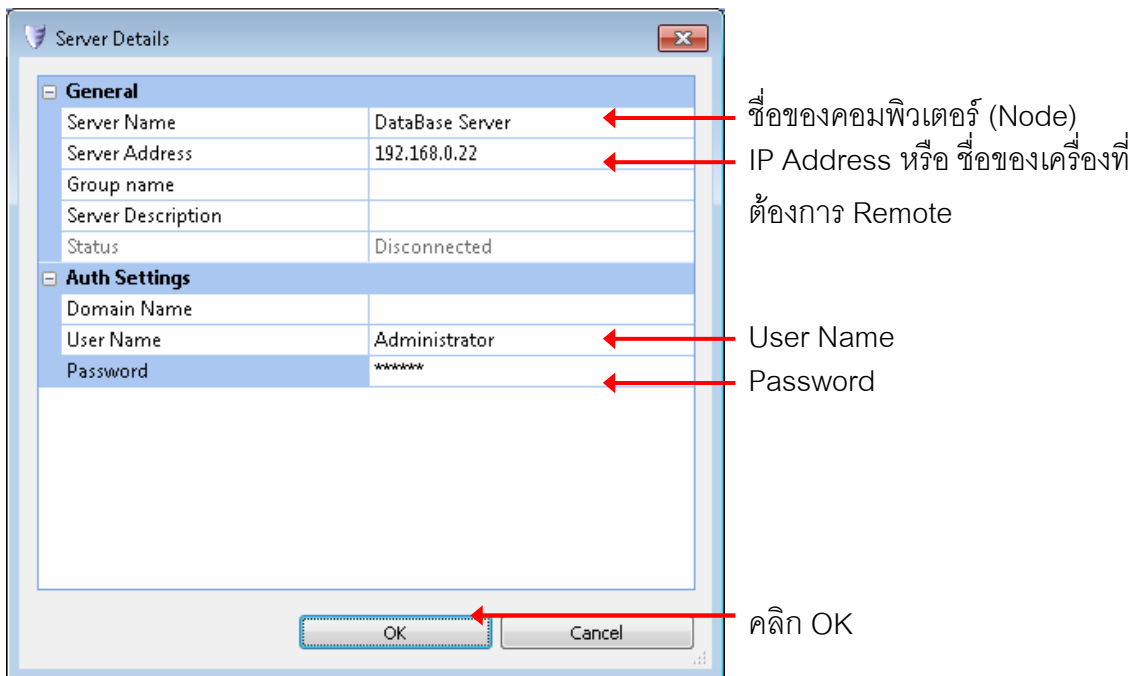 Server Details
General
Server Name DataBase Server
ชื่อของคอมพิวเตอร์ (Node)
Server Address 192.168.0.22
IP Address หรือ ชื่อของเครื่องที่
Group name
ต้องการ Remote
Server Description
Status Disconnected
Auth Settings
Domain Name
User Name Administrator
User Name
Password ******
Password
OK
Cancel
คลิก OK